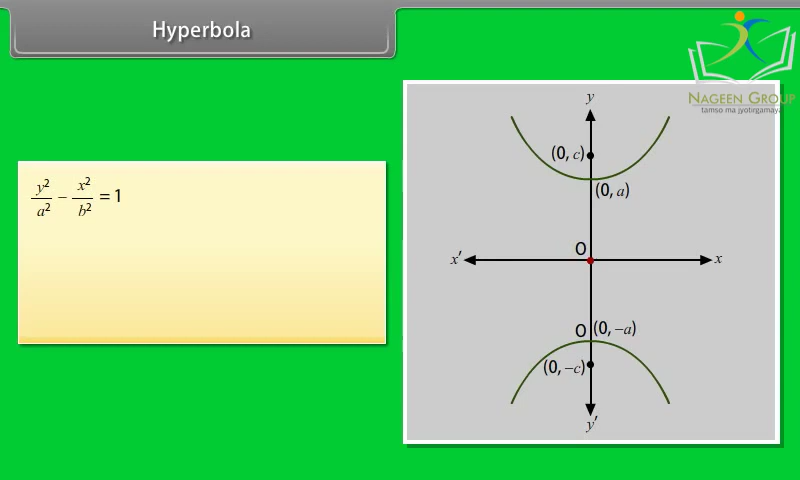 Hyperbola
NAGEEN GROUP
tamso ma jyotirgamaya
y²/a² − x²/b² = 1
y
(0, c)
(0, a)
O
x′
x
O
(0, −a)
(0, −c)
y′